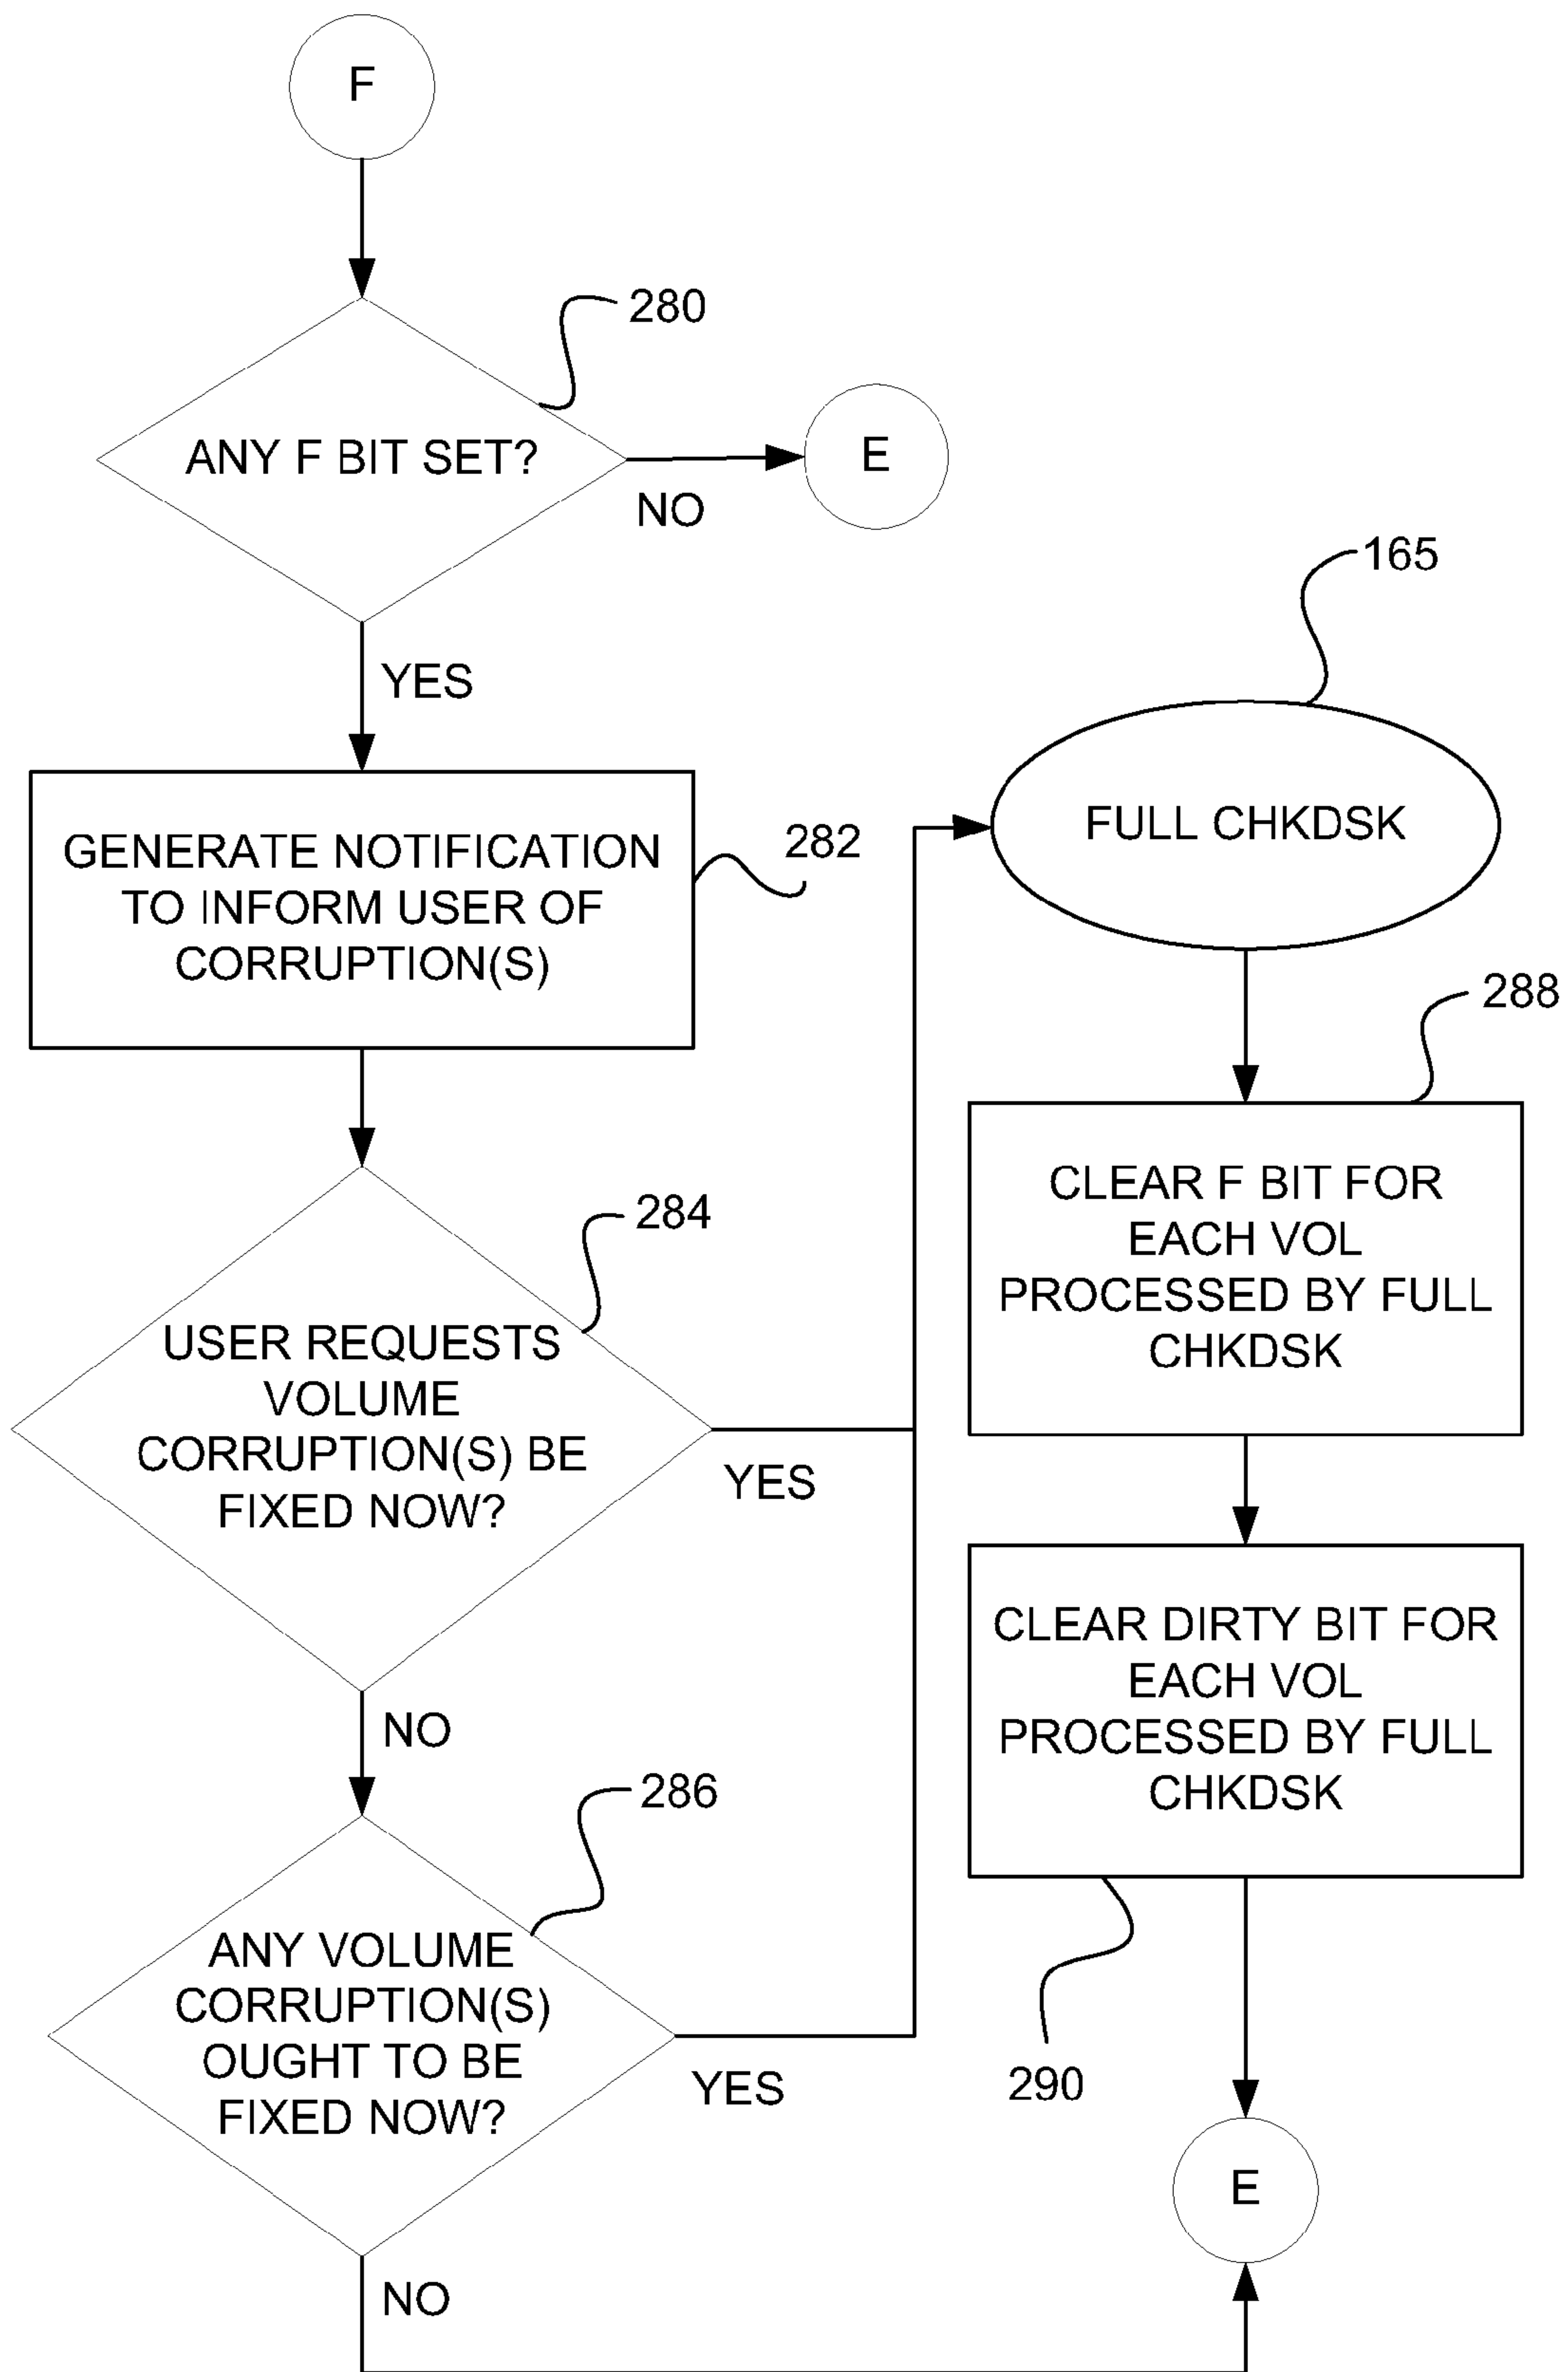 F
280
ANY F BIT SET?
E
NO
YES
GENERATE NOTIFICATION
TO INFORM USER OF
CORRUPTION(S)
282
284
USER REQUESTS
VOLUME
CORRUPTION(S) BE
FIXED NOW?
YES
NO
286
ANY VOLUME
CORRUPTION(S)
OUGHT TO BE
FIXED NOW?
YES
NO
165
FULL CHKDSK
288
CLEAR F BIT FOR
EACH VOL
PROCESSED BY FULL
CHKDSK
CLEAR DIRTY BIT FOR
EACH VOL
PROCESSED BY FULL
CHKDSK
290
E